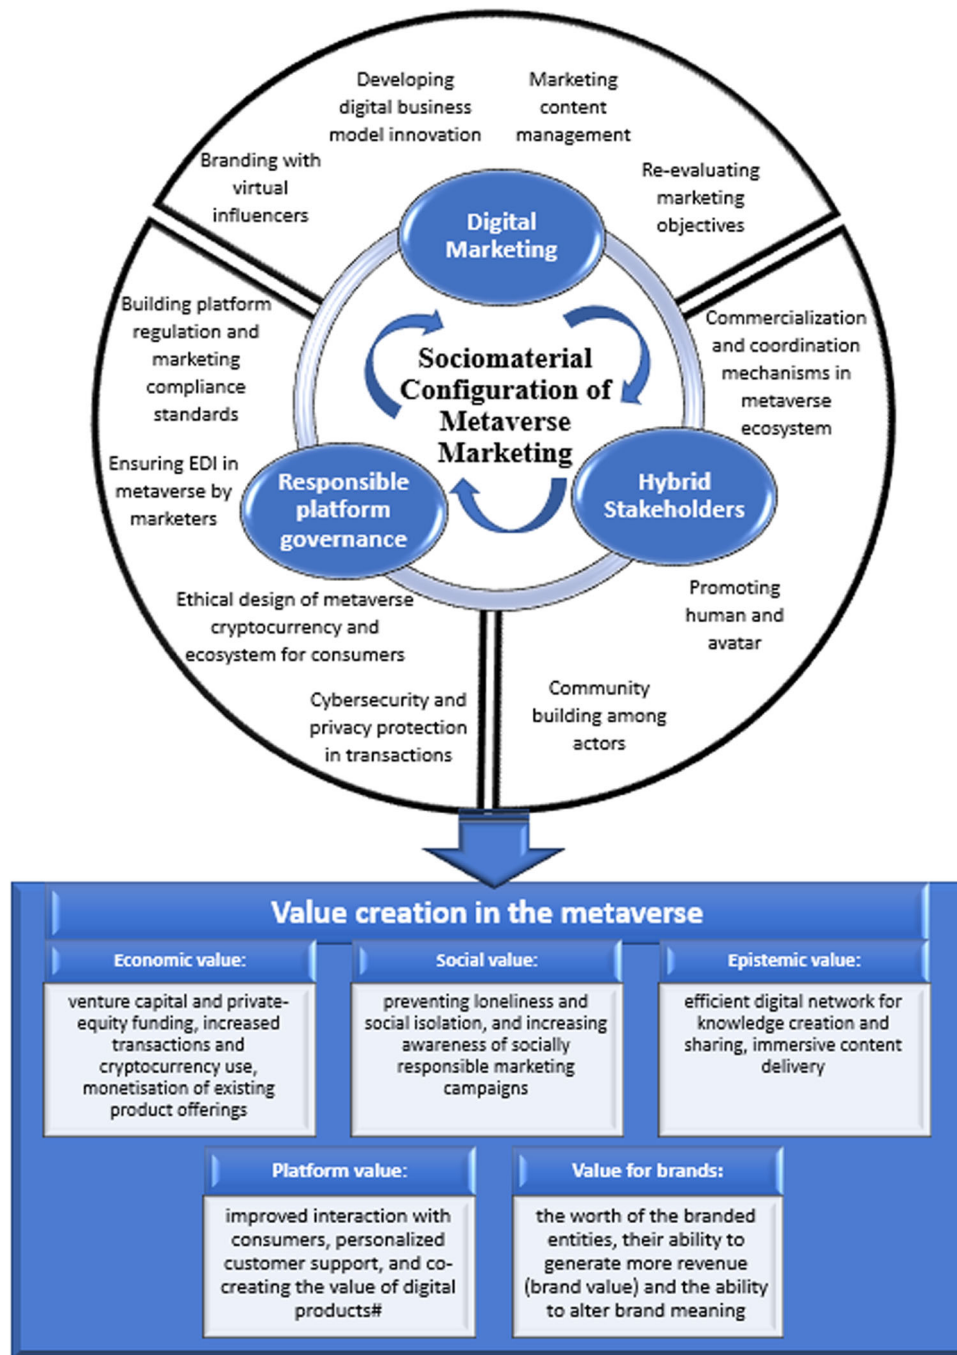 Developing
digital business
model innovation
Marketing
content
management
Branding with
virtual
influencers
Re-evaluating
marketing
objectives
Digital
Marketing
Building platform
regulation and
marketing
compliance
standards
Commercialization
and coordination
mechanisms in
metaverse
ecosystem
Sociomaterial
Configuration of
Metaverse
Marketing
Ensuring EDI in
metaverse by
marketers
Responsible
platform
governance
Hybrid
Stakeholders
Ethical design of metaverse
cryptocurrency and
ecosystem for consumers
Promoting
human and
avatar
Cybersecurity and
privacy protection
in transactions
Community
building among
actors
Value creation in the metaverse
Economic value:
venture capital and private-
equity funding, increased
transactions and
cryptocurrency use,
monetisation of existing
product offerings
Social value:
preventing loneliness and
social isolation, and increasing
awareness of socially
responsible marketing
campaigns
Epistemic value:
efficient digital network for
knowledge creation and
sharing, immersive content
delivery
Platform value:
improved interaction with
consumers, personalized
customer support, and co-
creating the value of digital
products#
Value for brands:
the worth of the branded
entities, their ability to
generate more revenue
(brand value) and the ability
to alter brand meaning